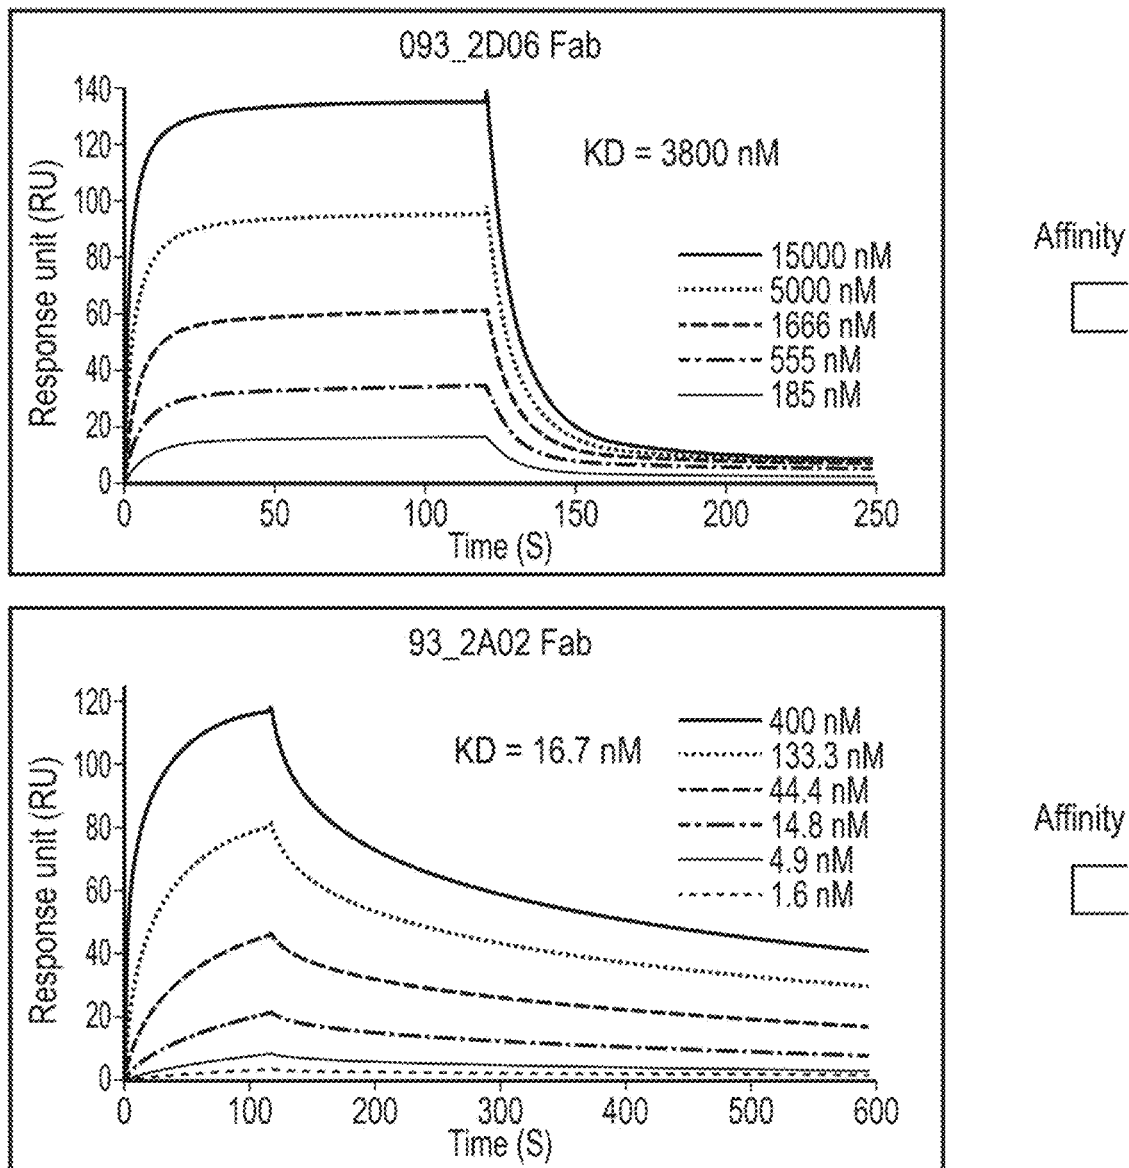 093_2D06 Fab
140
120
100
80
60
40
20
0
Response unit (RU)
KD = 3800 nM
15000 nM
5000 nM
1666 nM
555 nM
185 nM
0 50 100 150 200 250
Time (S)
Affinity
93_2A02 Fab
120
100
80
60
40
20
0
Response unit (RU)
KD = 16.7 nM
400 nM
133.3 nM
44.4 nM
14.8 nM
4.9 nM
1.6 nM
0 100 200 300 400 500 600
Time (S)
Affinity